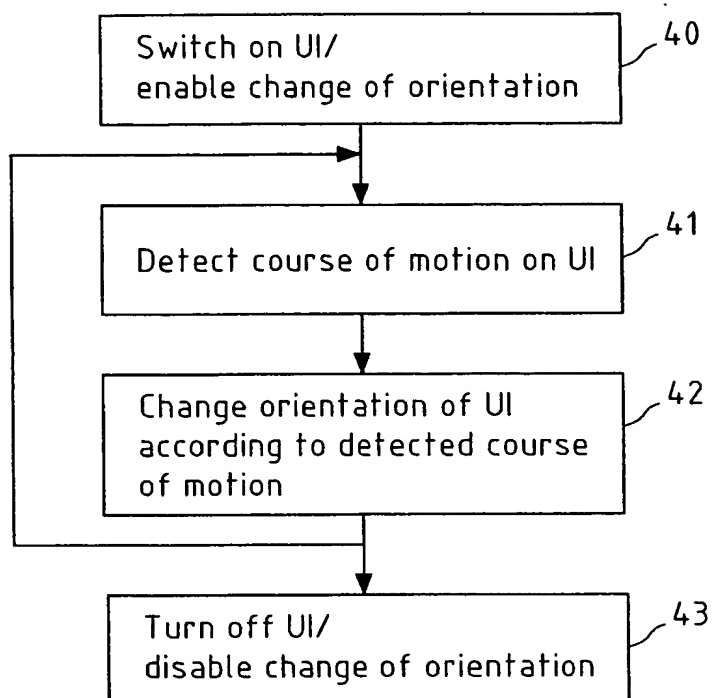 Switch on UI/
enable change of orientation
40
Detect course of motion on UI
41
Change orientation of UI
according to detected course
of motion
42
Turn off UI/
disable change of orientation
43